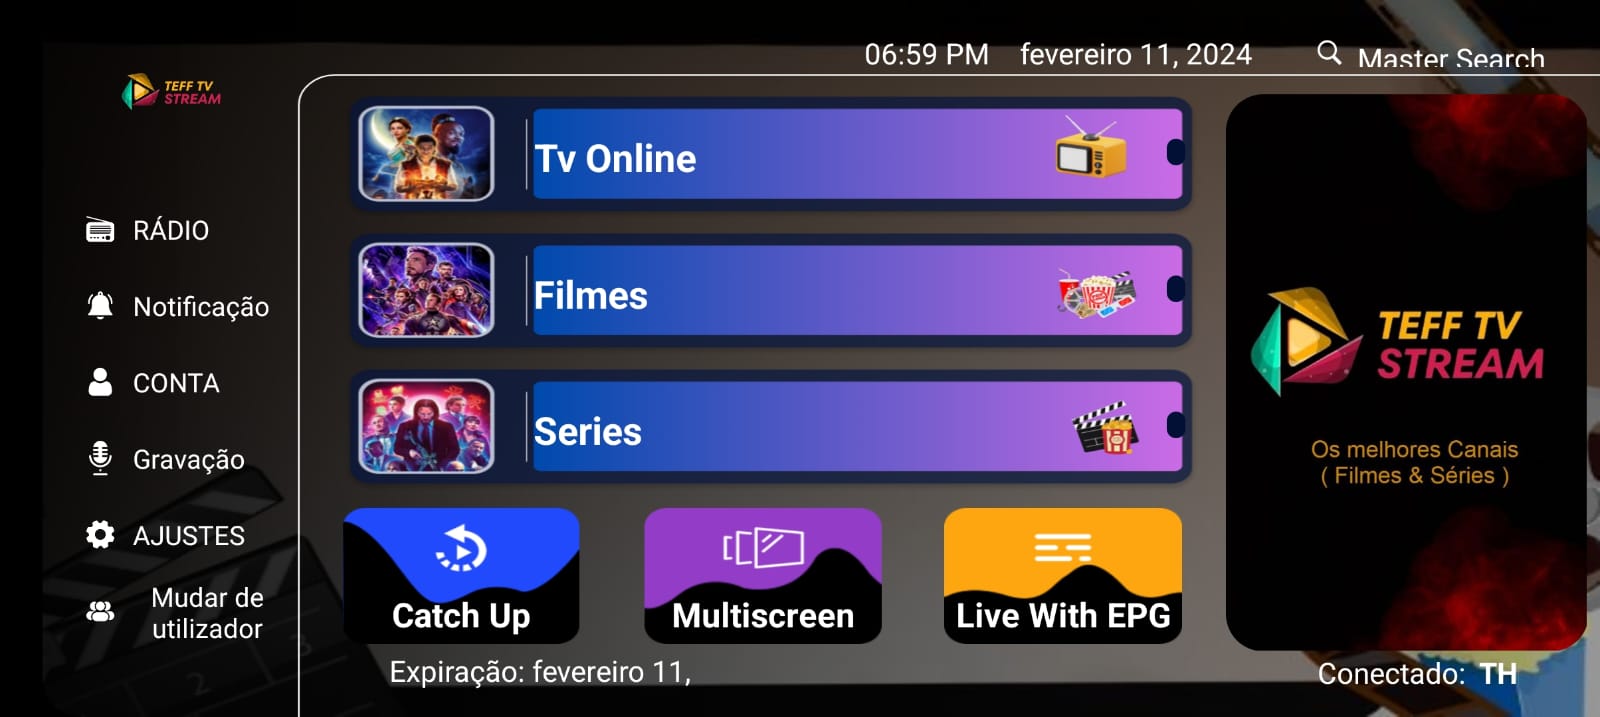 06:59 PM fevereiro 11, 2024 Master Search
TEFF TV
STREAM
RÁDIO
Notificação
CONTA
Gravação
AJUSTES
Mudar de
utilizador
Tv Online
Filmes
Series
Catch Up
Multiscreen
Live With EPG
TEFF TV
STREAM
Os melhores Canais
( Filmes & Séries )
Expiração: fevereiro 11,
Conectado: TH